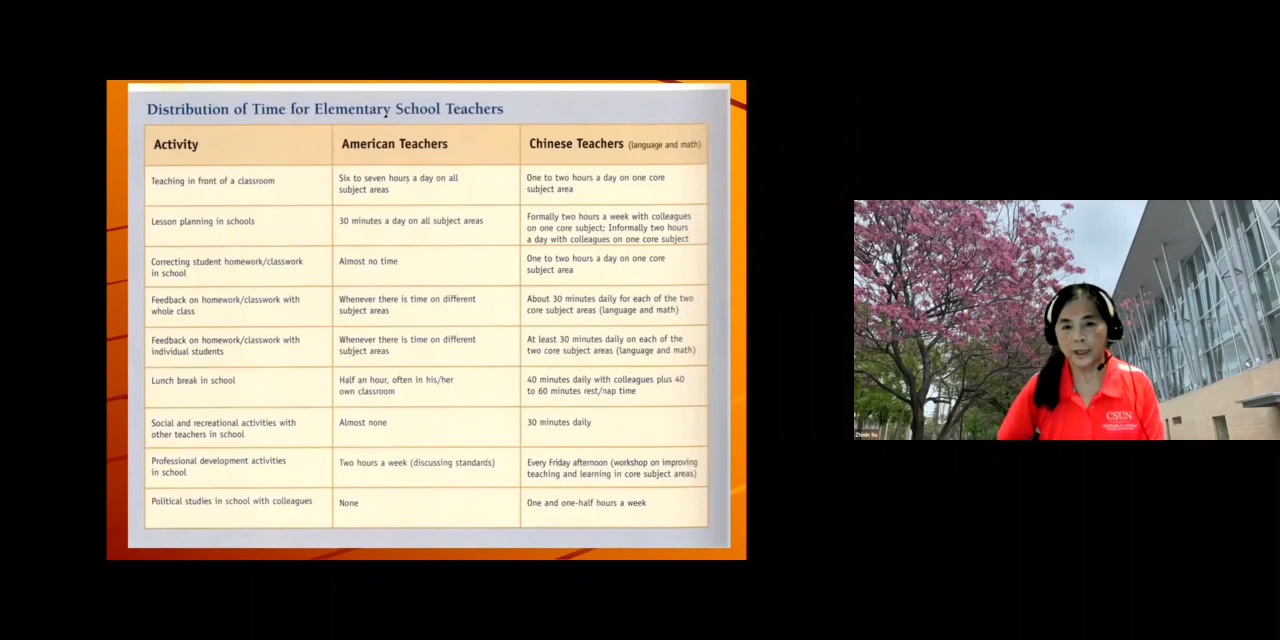 Distribution of Time for Elementary School Teachers
Activity
American Teachers
Chinese Teachers (language and math)
Teaching in front of a classroom
Six to seven hours a day on all
subject areas
One to two hours a day on one core
subject area
Lesson planning in schools
30 minutes a day on all subject areas
Formally two hours a week with colleagues
on one core subject; Informally two hours
a day with colleagues on one core subject
Correcting student homework/classwork
in school
Almost no time
One to two hours a day on one core
subject area
Feedback on homework/classwork with
whole class
Whenever there is time on different
subject areas
About 30 minutes daily for each of the two
core subject areas (language and math)
Feedback on homework/classwork with
individual students
Whenever there is time on different
subject areas
At least 30 minutes daily on each of the
two core subject areas (language and math)
Lunch break in school
Half an hour, often in his/her
own classroom
40 minutes daily with colleagues plus 40
to 60 minutes rest/nap time
Social and recreational activities with
other teachers in school
Almost none
30 minutes daily
Professional development activities
in school
Two hours a week (discussing standards)
Every Friday afternoon (workshop on improving
teaching and learning in core subject areas)
Political studies in school with colleagues
None
One and one-half hours a week
CSUN
Zhixin Su